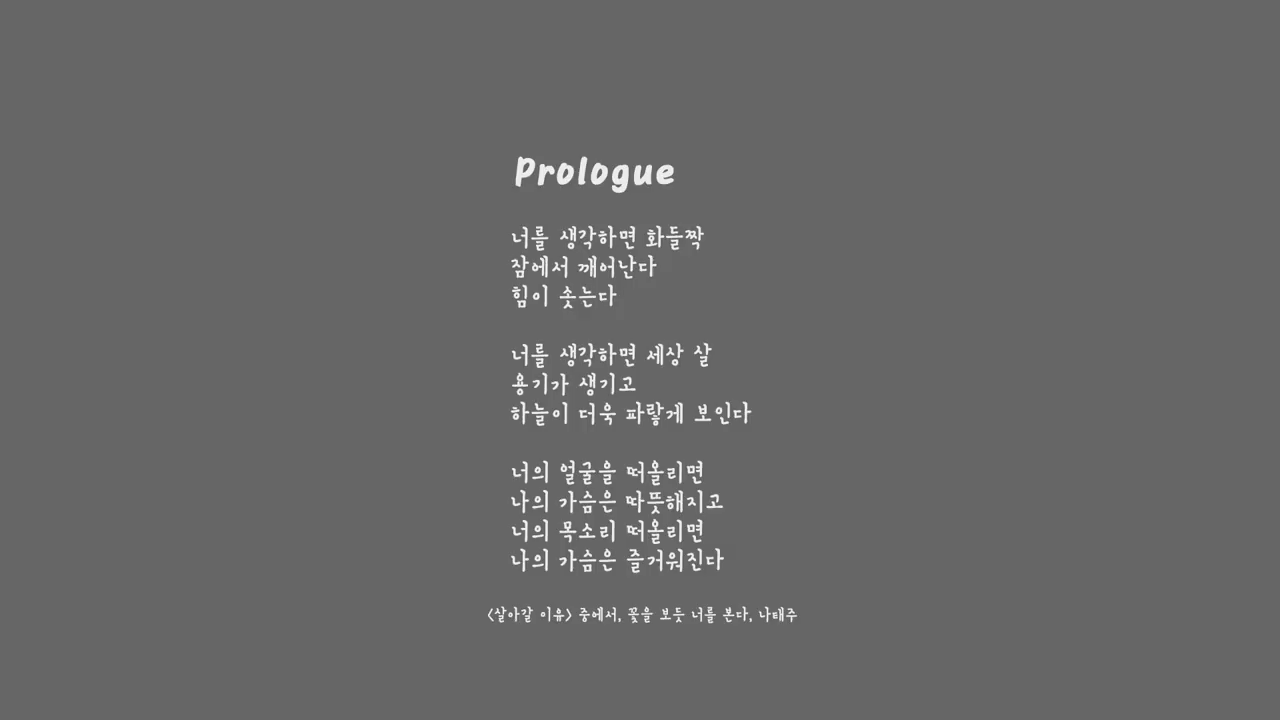 Prologue
너를 생각하면 화들짝
잠에서 깨어난다
힘이 솟는다
너를 생각하면 세상 살
용기가 생기고
하늘이 더욱 파랗게 보인다
너의 얼굴을 떠올리면
나의 가슴은 따뜻해지고
너의 목소리 떠올리면
나의 가슴은 즐거워진다
<살아갈 이유> 중에서, 꽃을 보듯 너를 본다, 나태주